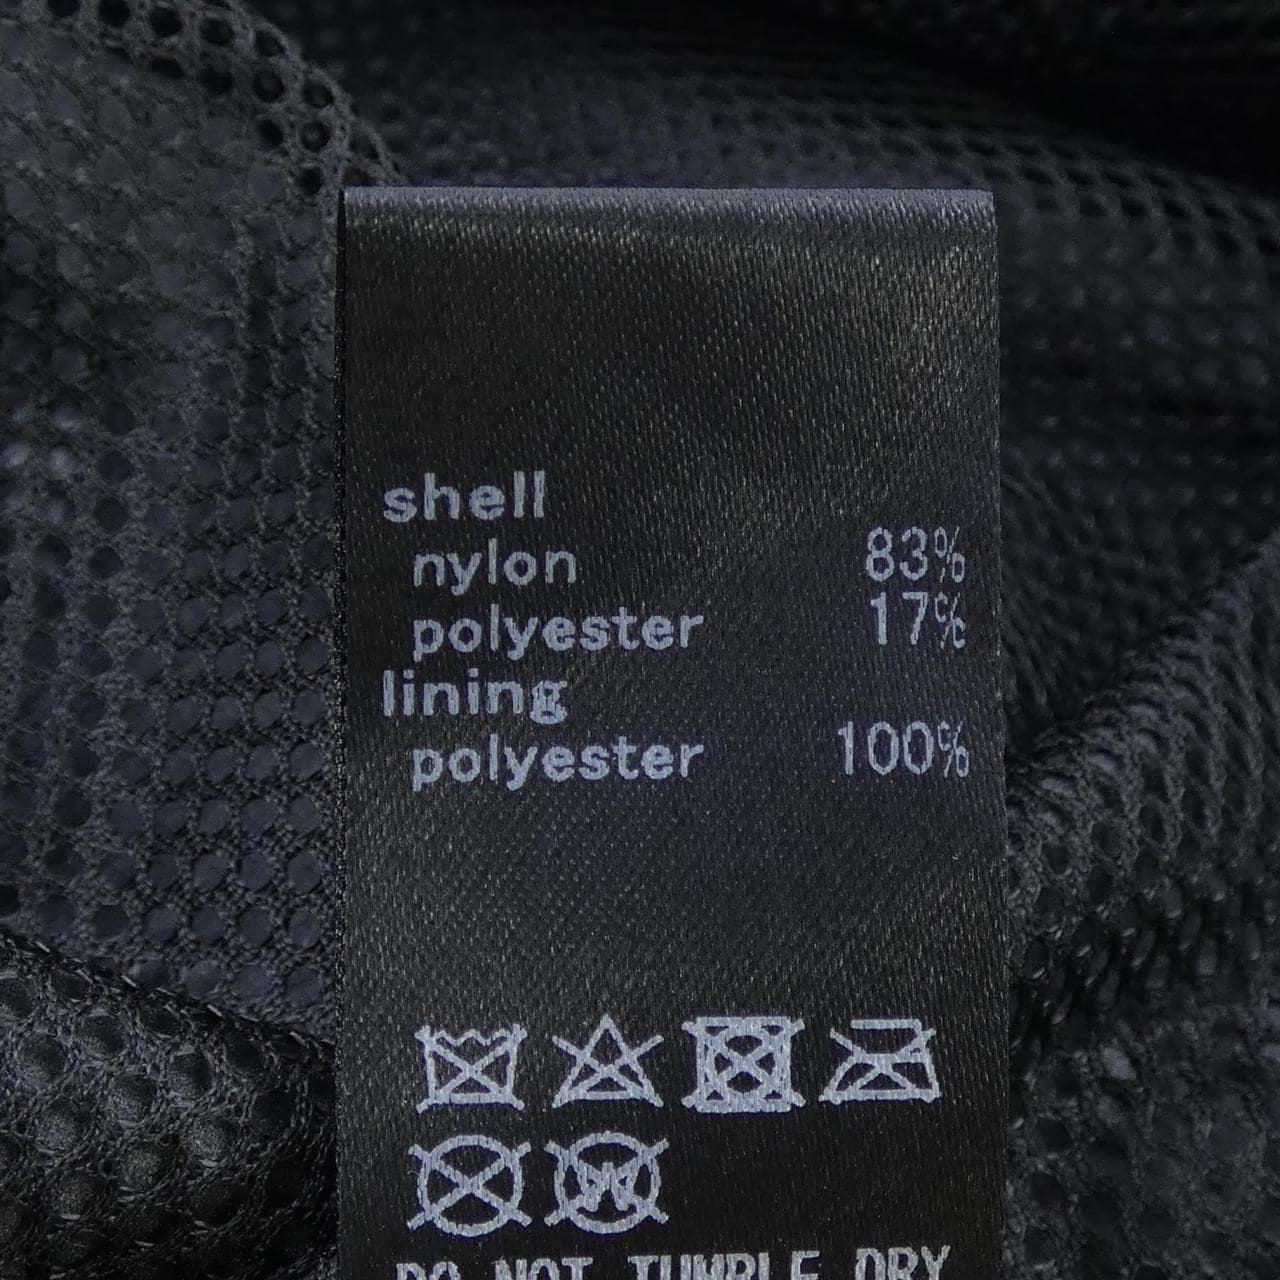 shell
nylon 83%
polyester 17%
lining
polyester 100%
DO NOT TUMBLE DRY